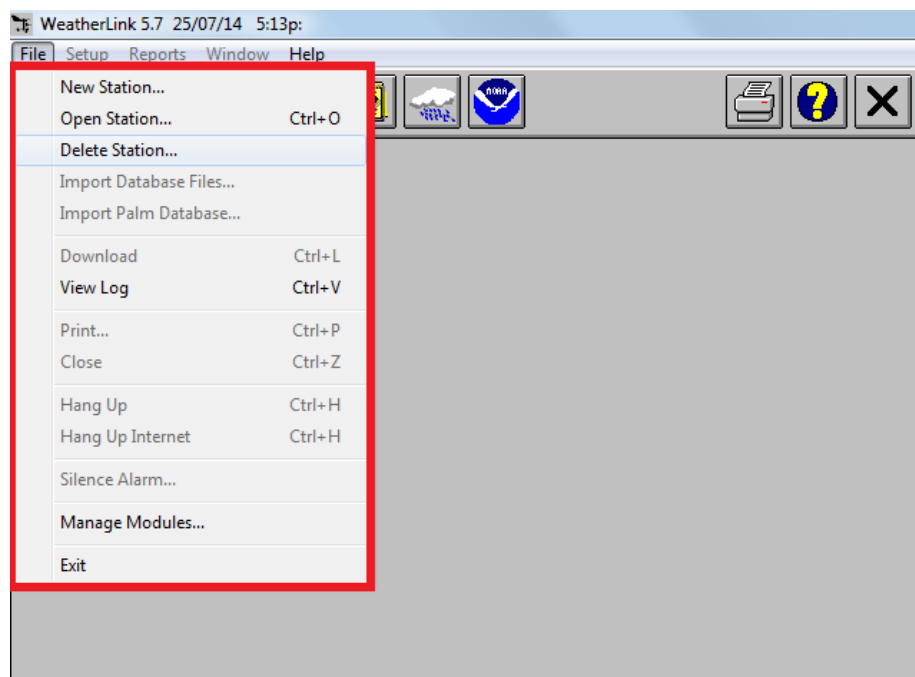 WeatherLink 5.7 25/07/14 5:13p:
File Setup Reports Window Help
NOAA
New Station...
Open Station... Ctrl+O
Delete Station...
Import Database Files...
Import Palm Database...
Download Ctrl+L
View Log Ctrl+V
Print... Ctrl+P
Close Ctrl+Z
Hang Up Ctrl+H
Hang Up Internet Ctrl+H
Silence Alarm...
Manage Modules...
Exit